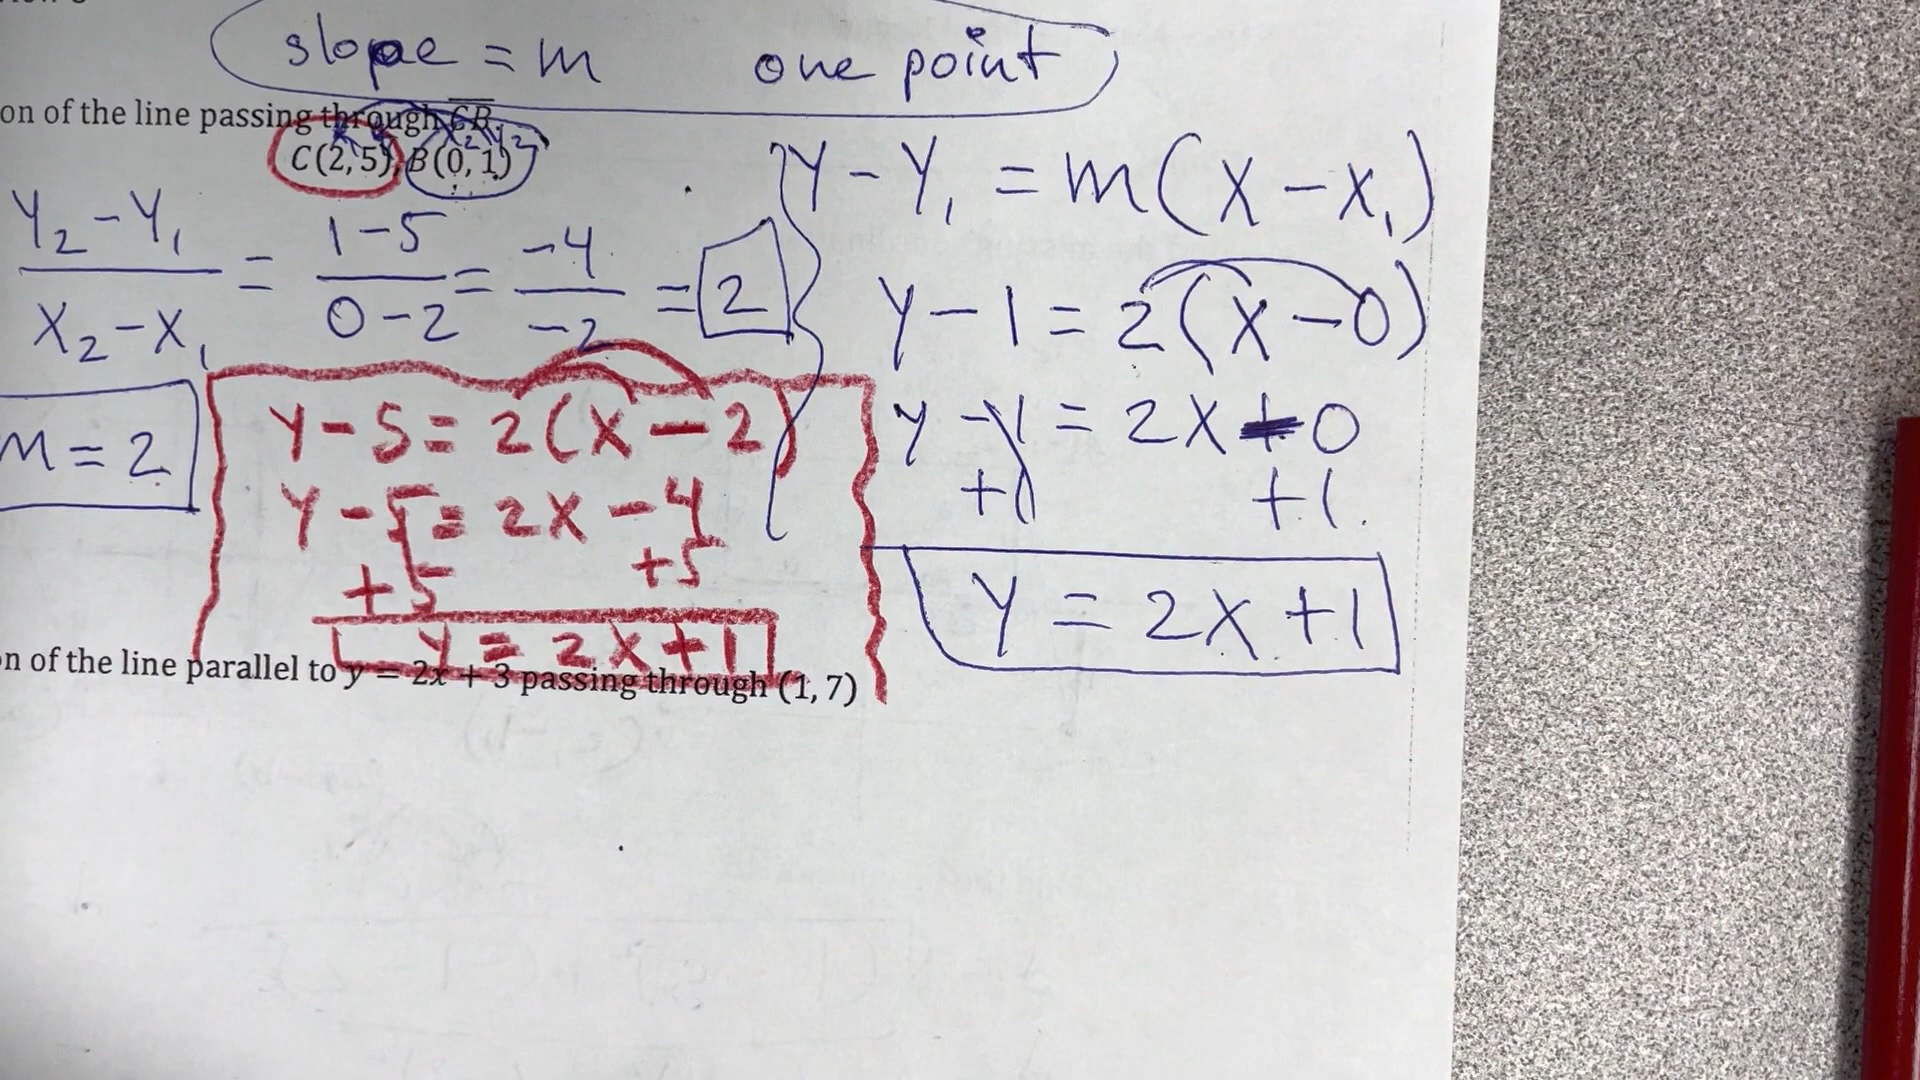 slope = m one point
on of the line passing through CB
C(2,5), B(0,1)
Y - Y₁ = m(X - X₁)
Y₂ - Y₁ / X₂ - X₁ = 1 - 5 / 0 - 2 = -4 / -2 = 2
Y - 1 = 2(X - 0)
m = 2
Y - 5 = 2(X - 2)
Y - 1 = 2X + 0
Y - 5 = 2X - 4
+1 +1
+5 +5
Y = 2X + 1
Y = 2X + 1
n of the line parallel to y = 2x + 3 passing through (1, 7)